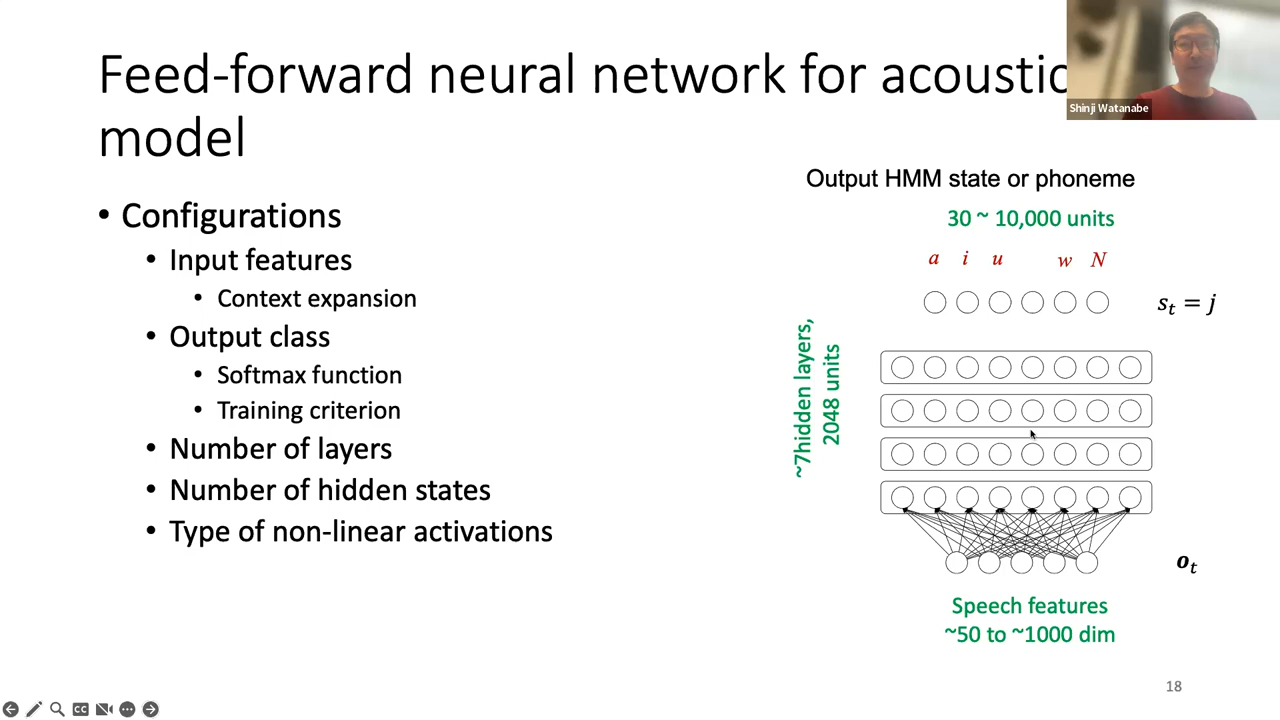 Feed-forward neural network for acoustic
model
Shinji Watanabe
• Configurations
• Input features
• Context expansion
• Output class
• Softmax function
• Training criterion
• Number of layers
• Number of hidden states
• Type of non-linear activations
Output HMM state or phoneme
30 ~ 10,000 units
a i u w N
s_t = j
~7hidden layers,
2048 units
o_t
Speech features
~50 to ~1000 dim
18
CC